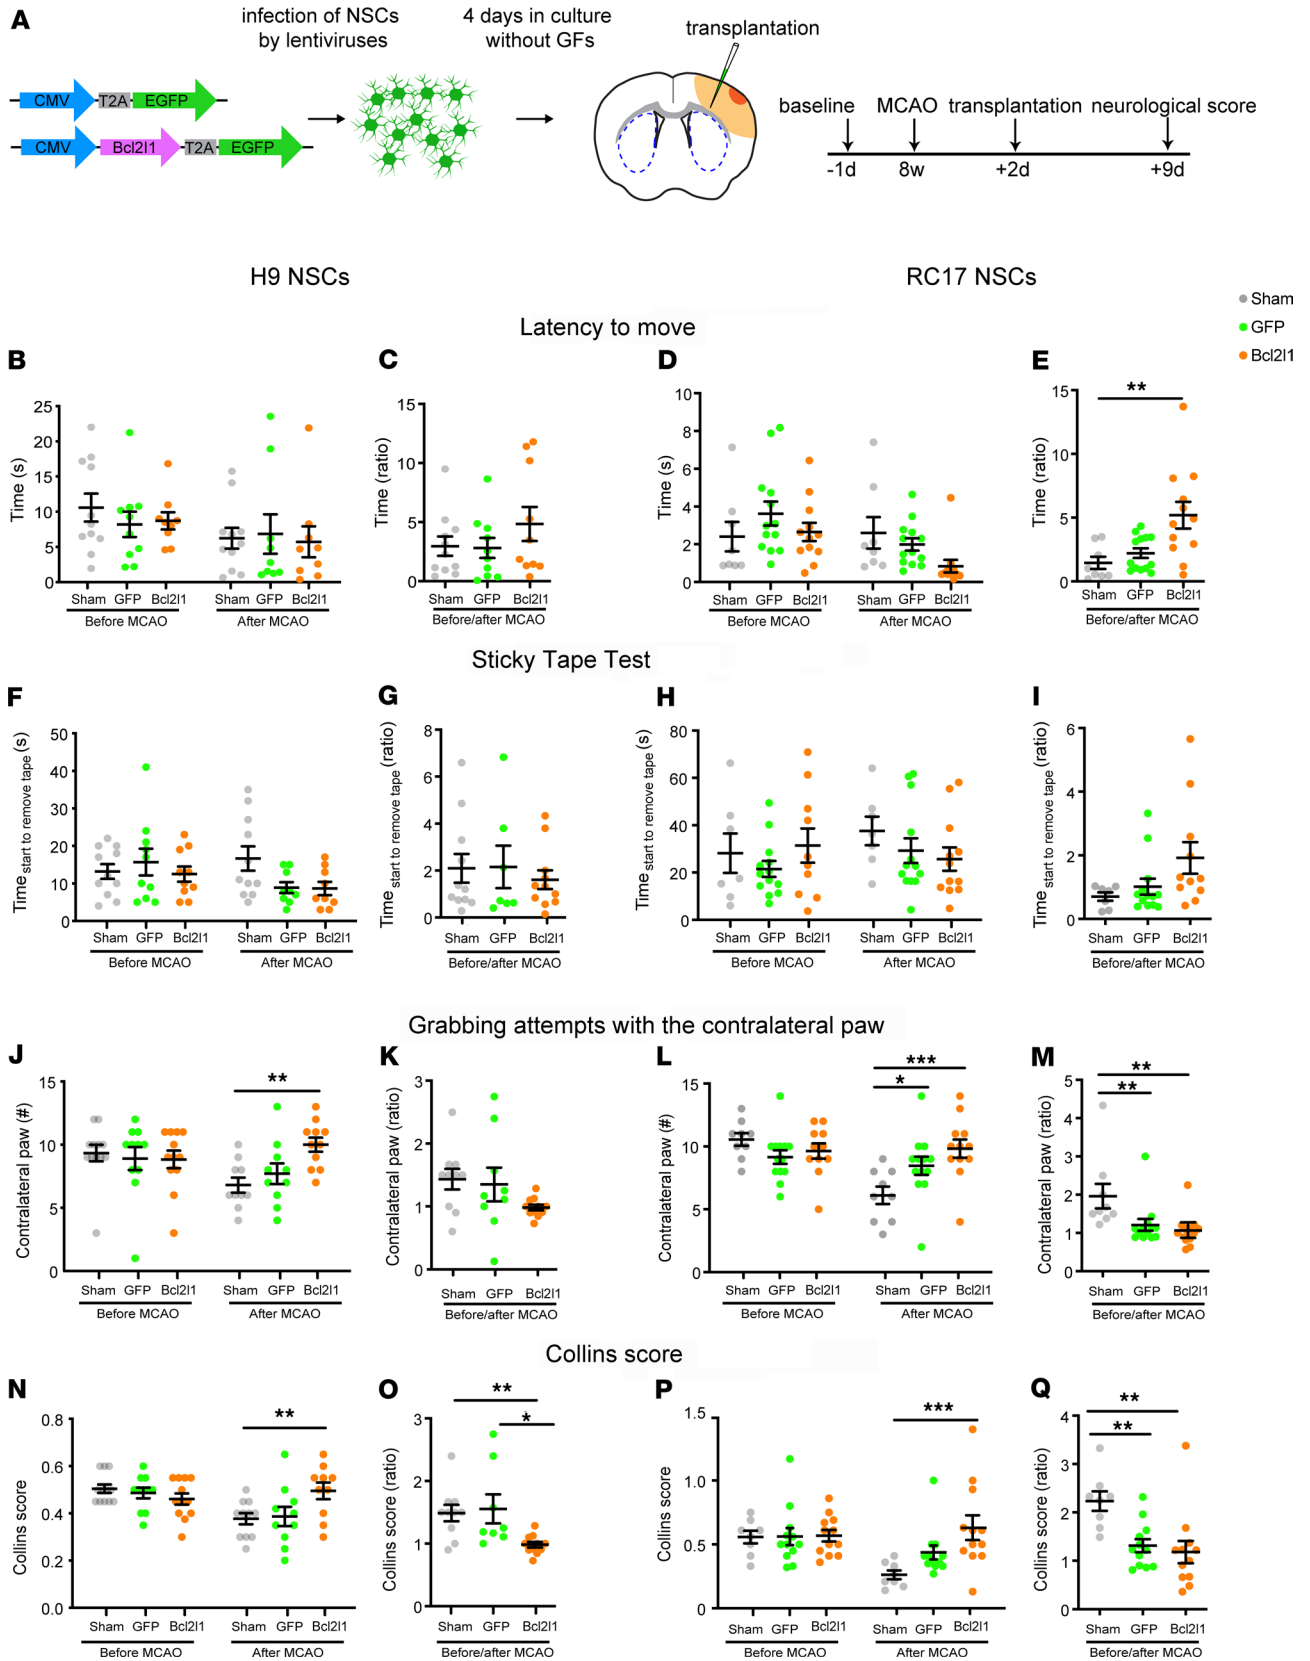 A
infection of NSCs
by lentiviruses
4 days in culture
without GFs
transplantation
CMV T2A EGFP
CMV Bcl2l1 T2A EGFP
baseline MCAO transplantation neurological score
-1d 8w +2d +9d
H9 NSCs RC17 NSCs
Sham
GFP
Bcl2l1
Latency to move
B
Time (s)
25
20
15
10
5
0
Sham GFP Bcl2l1 Sham GFP Bcl2l1
Before MCAO After MCAO
C
Time (ratio)
15
10
5
0
Sham GFP Bcl2l1
Before/after MCAO
D
Time (s)
10
8
6
4
2
0
Sham GFP Bcl2l1 Sham GFP Bcl2l1
Before MCAO After MCAO
E
Time (ratio)
15
10
5
0
**
Sham GFP Bcl2l1
Before/after MCAO
Sticky Tape Test
F
Time start to remove tape (s)
50
40
30
20
10
0
Sham GFP Bcl2l1 Sham GFP Bcl2l1
Before MCAO After MCAO
G
Time start to remove tape (ratio)
8
6
4
2
0
Sham GFP Bcl2l1
Before/after MCAO
H
Time start to remove tape (s)
80
60
40
20
0
Sham GFP Bcl2l1 Sham GFP Bcl2l1
Before MCAO After MCAO
I
Time start to remove tape (ratio)
6
4
2
0
Sham GFP Bcl2l1
Before/after MCAO
Grabbing attempts with the contralateral paw
J
Contralateral paw (#)
15
10
5
0
**
Sham GFP Bcl2l1 Sham GFP Bcl2l1
Before MCAO After MCAO
K
Contralateral paw (ratio)
3
2
1
0
Sham GFP Bcl2l1
Before/after MCAO
L
Contralateral paw (#)
15
10
5
0
***
*
Sham GFP Bcl2l1 Sham GFP Bcl2l1
Before MCAO After MCAO
M
Contralateral paw (ratio)
5
4
3
2
1
0
**
**
Sham GFP Bcl2l1
Before/after MCAO
Collins score
N
Collins score
0.8
0.6
0.4
0.2
0.0
**
Sham GFP Bcl2l1 Sham GFP Bcl2l1
Before MCAO After MCAO
O
Collins score (ratio)
3
2
1
0
**
*
Sham GFP Bcl2l1
Before/after MCAO
P
Collins score
1.5
1.0
0.5
0
***
Sham GFP Bcl2l1 Sham GFP Bcl2l1
Before MCAO After MCAO
Q
Collins score (ratio)
4
3
2
1
0
**
**
Sham GFP Bcl2l1
Before/after MCAO